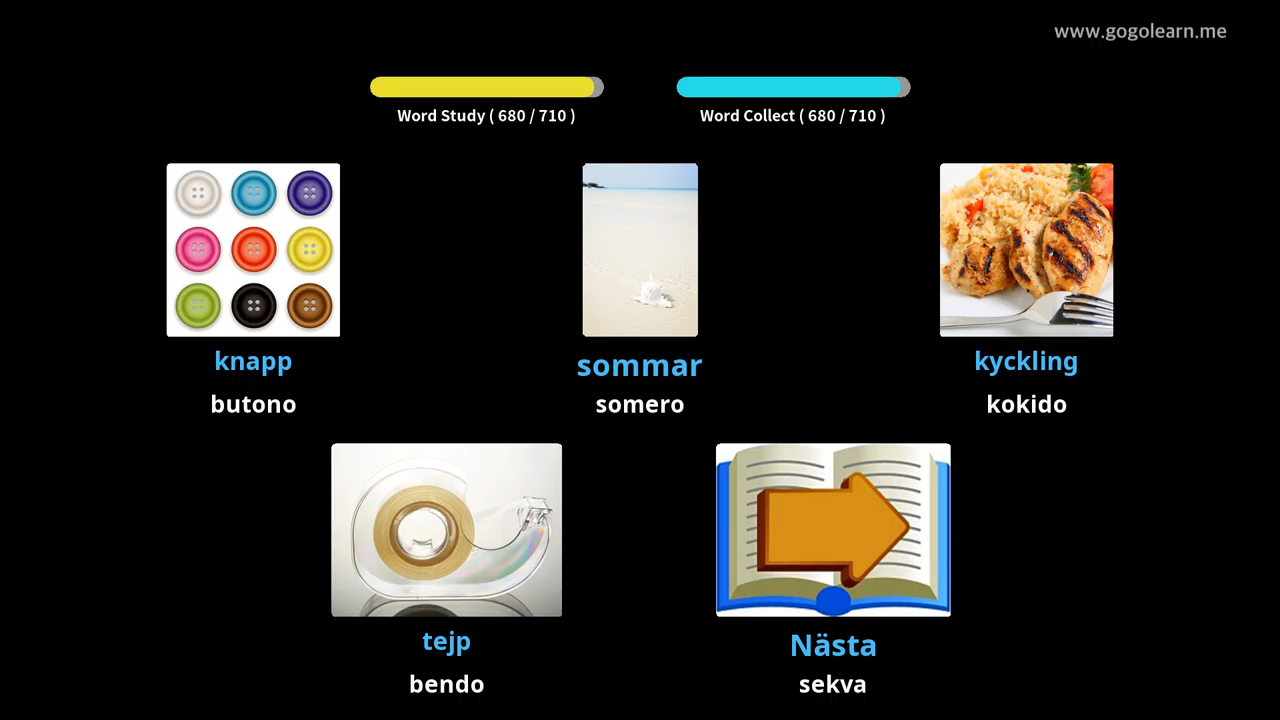 www.gogolearn.me
Word Study ( 680 / 710 )
Word Collect ( 680 / 710 )
knapp
butono
sommar
somero
kyckling
kokido
tejp
bendo
Nästa
sekva